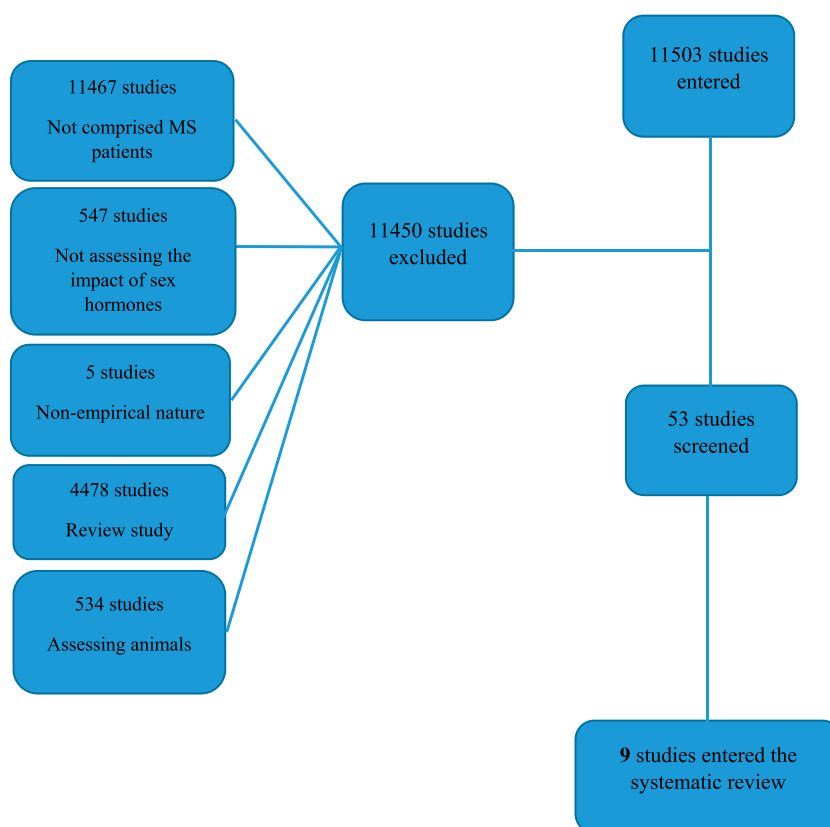 11503 studies
entered
11467 studies
Not comprised MS
patients
547 studies
Not assessing the
impact of sex
hormones
11450 studies
excluded
5 studies
Non-empirical nature
53 studies
screened
4478 studies
Review study
534 studies
Assessing animals
9 studies entered the
systematic review